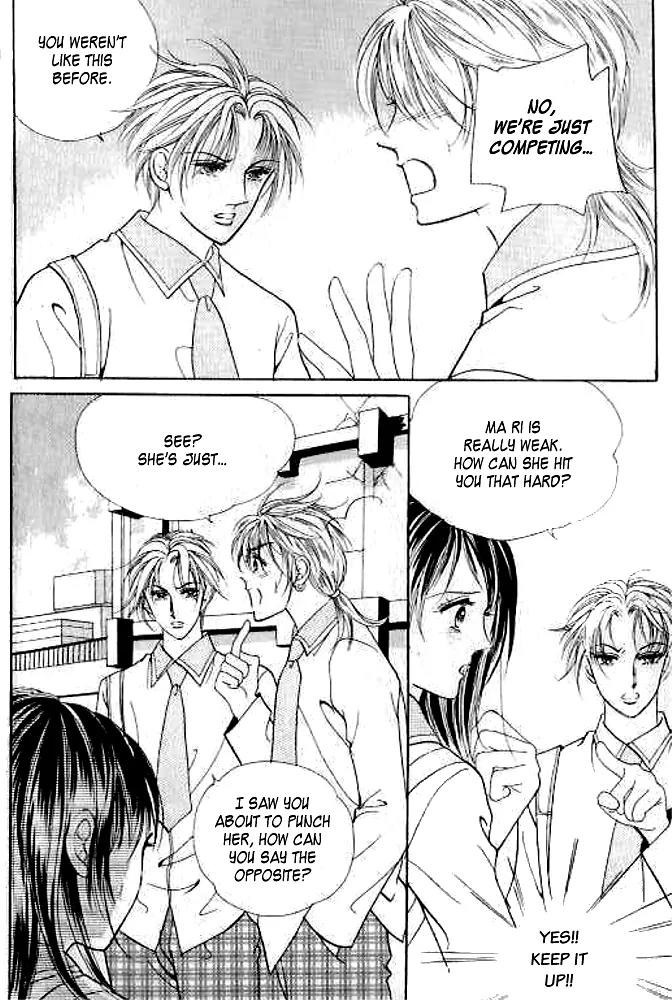 YOU WEREN'T
LIKE THIS
BEFORE.
NO,
WE'RE JUST
COMPETING...
SEE?
SHE'S JUST...
I SAW YOU
ABOUT TO PUNCH
HER, HOW CAN
YOU SAY THE
OPPOSITE?
MA RI IS
REALLY WEAK.
HOW CAN SHE HIT
YOU THAT HARD?
YES!!
KEEP IT
UP!!